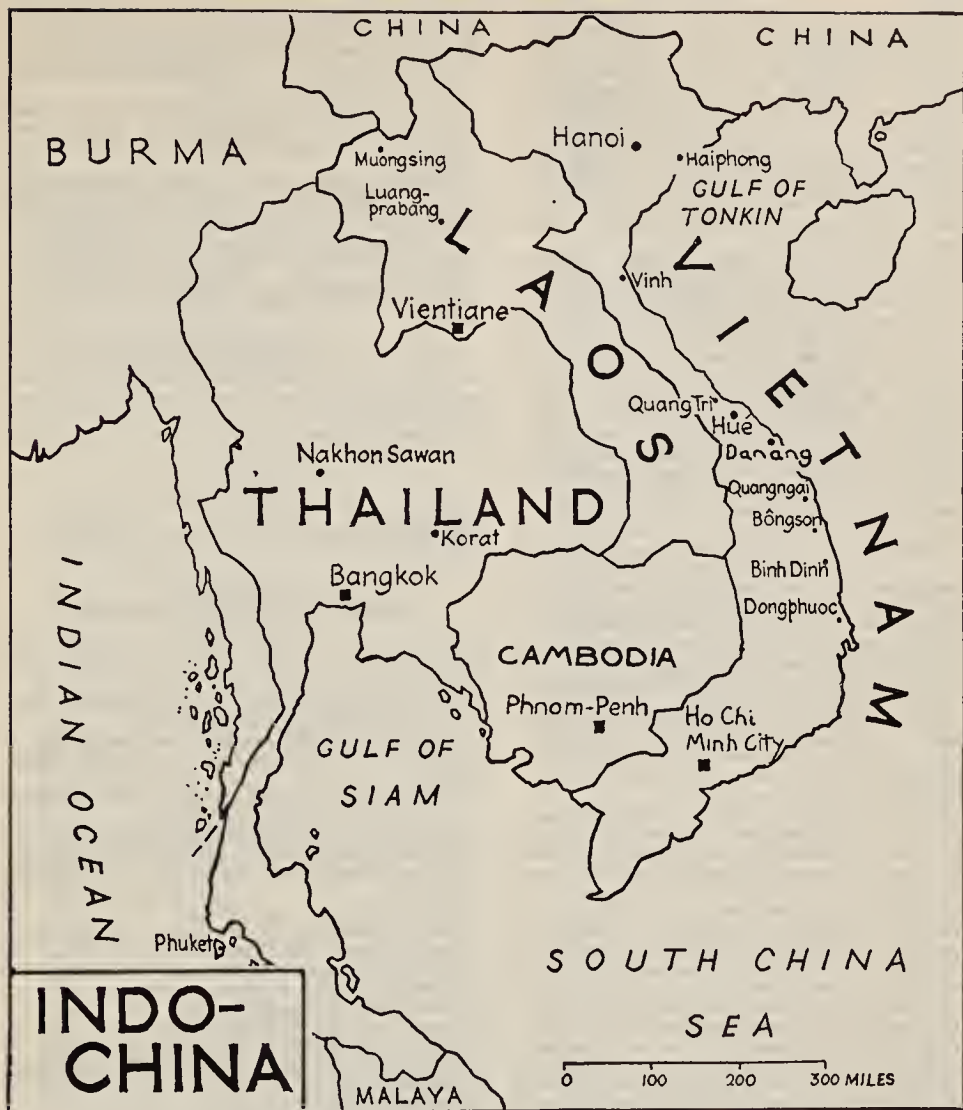 CHINA
CHINA
BURMA
Hanoi
Muongsing
Haiphong
Luang-
prabang
GULF OF
TONKIN
LAOS
VIETNAM
Vinh
Vientiane
Quang Tri
Hué
Danang
Nakhon Sawan
Quangngai
THAILAND
Bôngson
Korat
Binh Dinh
Bangkok
Dongphuoc
INDIAN OCEAN
CAMBODIA
Phnom-Penh
Ho Chi
Minh City
GULF OF
SIAM
Phuket
SOUTH CHINA
SEA
INDO-
CHINA
MALAYA
0 100 200 300 MILES